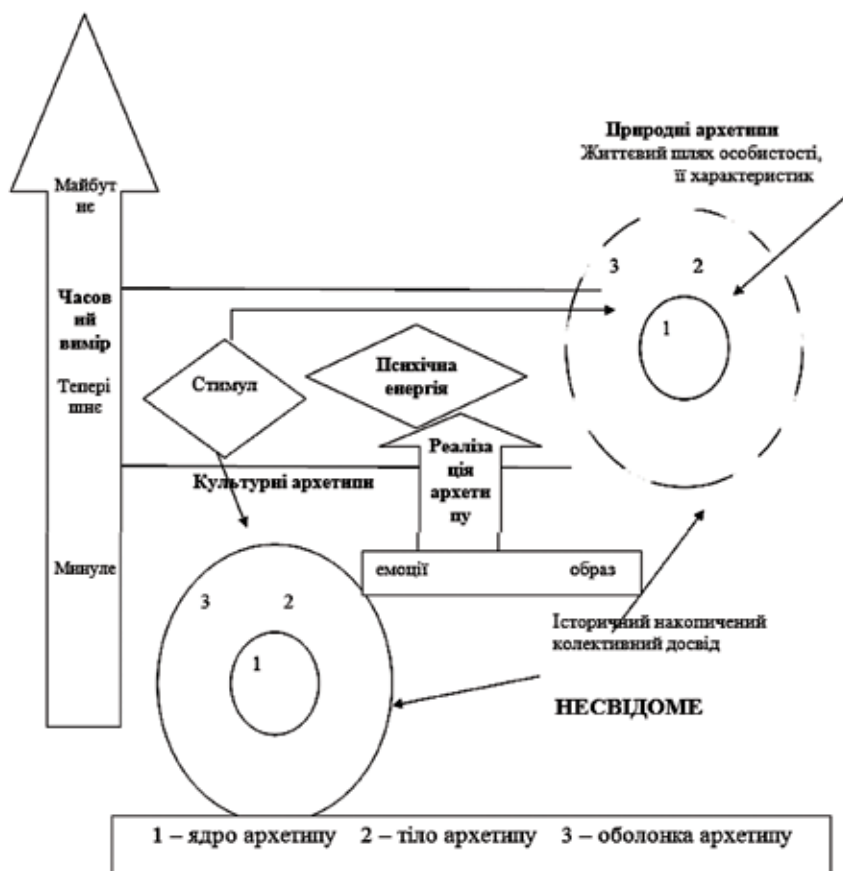 Природні архетипи
Життєвий шлях особистості,
її характеристик
Майбут
нє
3
2
1
Часов
ий
вимір
Тепері
шнє
Стимул
Психічна
енергія
Реаліза
ція
архети
пу
Культурні архетипи
Минуле
емоції образ
3
2
1
Історичний накопичений
колективний досвід
НЕСВІДОМЕ
1 – ядро архетипу 2 – тіло архетипу 3 – оболонка архетипу